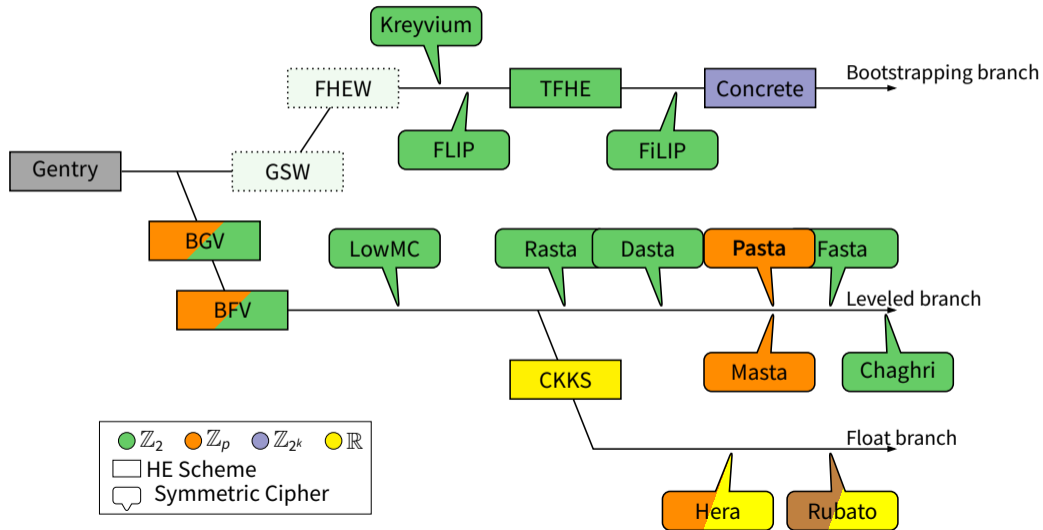 Kreyvium
FHEW
TFHE
Concrete
Bootstrapping branch
FLIP
FiLIP
Gentry
GSW
BGV
LowMC
Rasta
Dasta
Pasta
Fasta
BFV
Leveled branch
CKKS
Masta
Chaghri
ℤ₂
ℤₚ
ℤ₂ᵏ
ℝ
HE Scheme
Symmetric Cipher
Float branch
Hera
Rubato